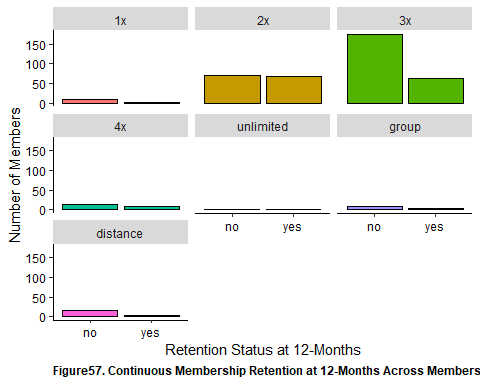 1x
2x
3x
150
100
50
0
4x
unlimited
group
150
100
50
0
no
yes
no
yes
distance
150
100
50
0
no
yes
Number of Members
Retention Status at 12-Months
Figure57. Continuous Membership Retention at 12-Months Across Members